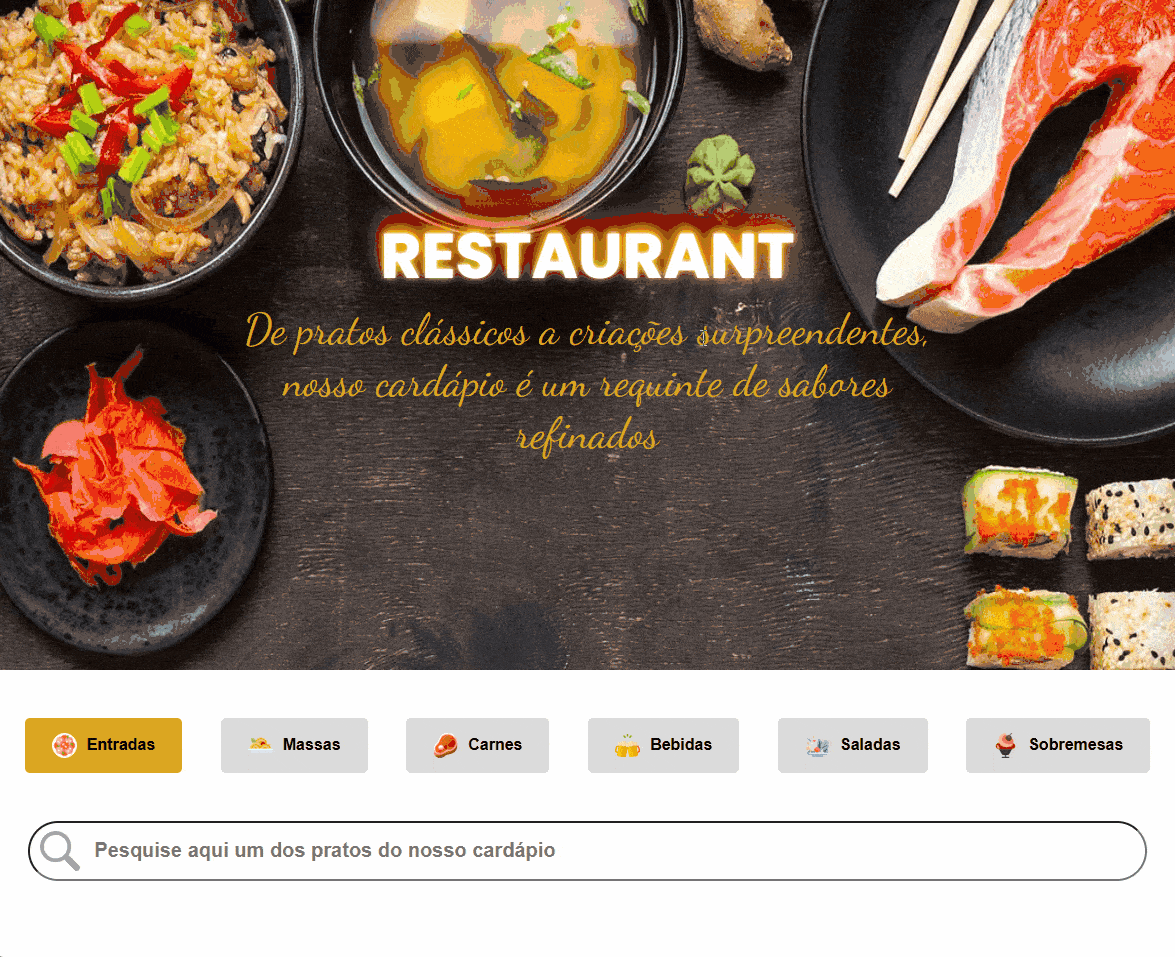 RESTAURANT
De pratos clássicos a criações surpreendentes,
nosso cardápio é um requinte de sabores
refinados
Entradas
Massas
Carnes
Bebidas
Saladas
Sobremesas
Pesquise aqui um dos pratos do nosso cardápio